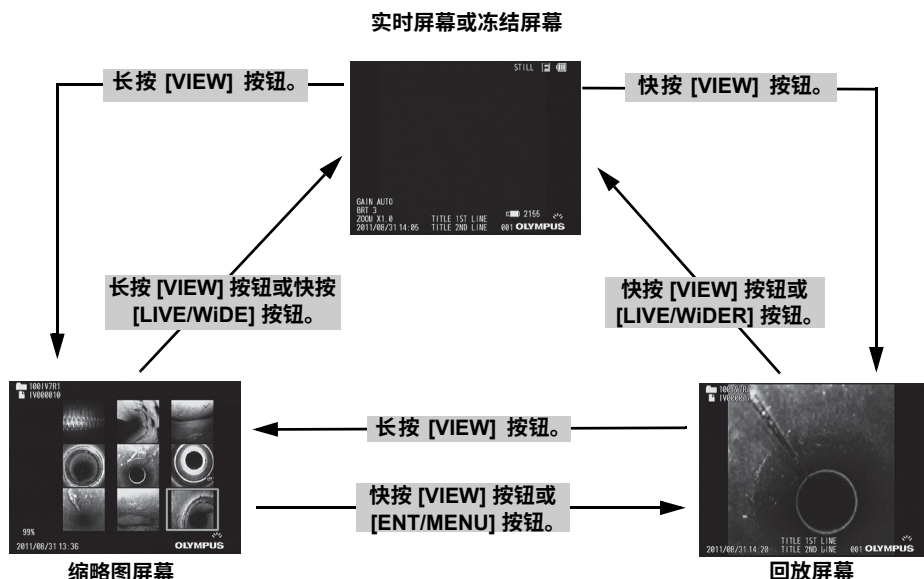 实时屏幕或冻结屏幕
长按 [VIEW] 按钮。
STILL
快按 [VIEW] 按钮。
GAIN AUTO
BRT 3
ZOOM X1.0
TITLE 1ST LINE
2166
2011/08/31 14:05
TITLE 2ND LINE
001 OLYMPUS
长按 [VIEW] 按钮或快按
[LIVE/WiDE] 按钮。
快按 [VIEW] 按钮或
[LIVE/WiDER] 按钮。
100IV7R1
IV000010
99%
2011/08/31 13:36
OLYMPUS
缩略图屏幕
长按 [VIEW] 按钮。
快按 [VIEW] 按钮或
[ENT/MENU] 按钮。
TITLE 1ST LINE
2011/08/31 14:20
TITLE 2ND LINE
001 OLYMPUS
回放屏幕